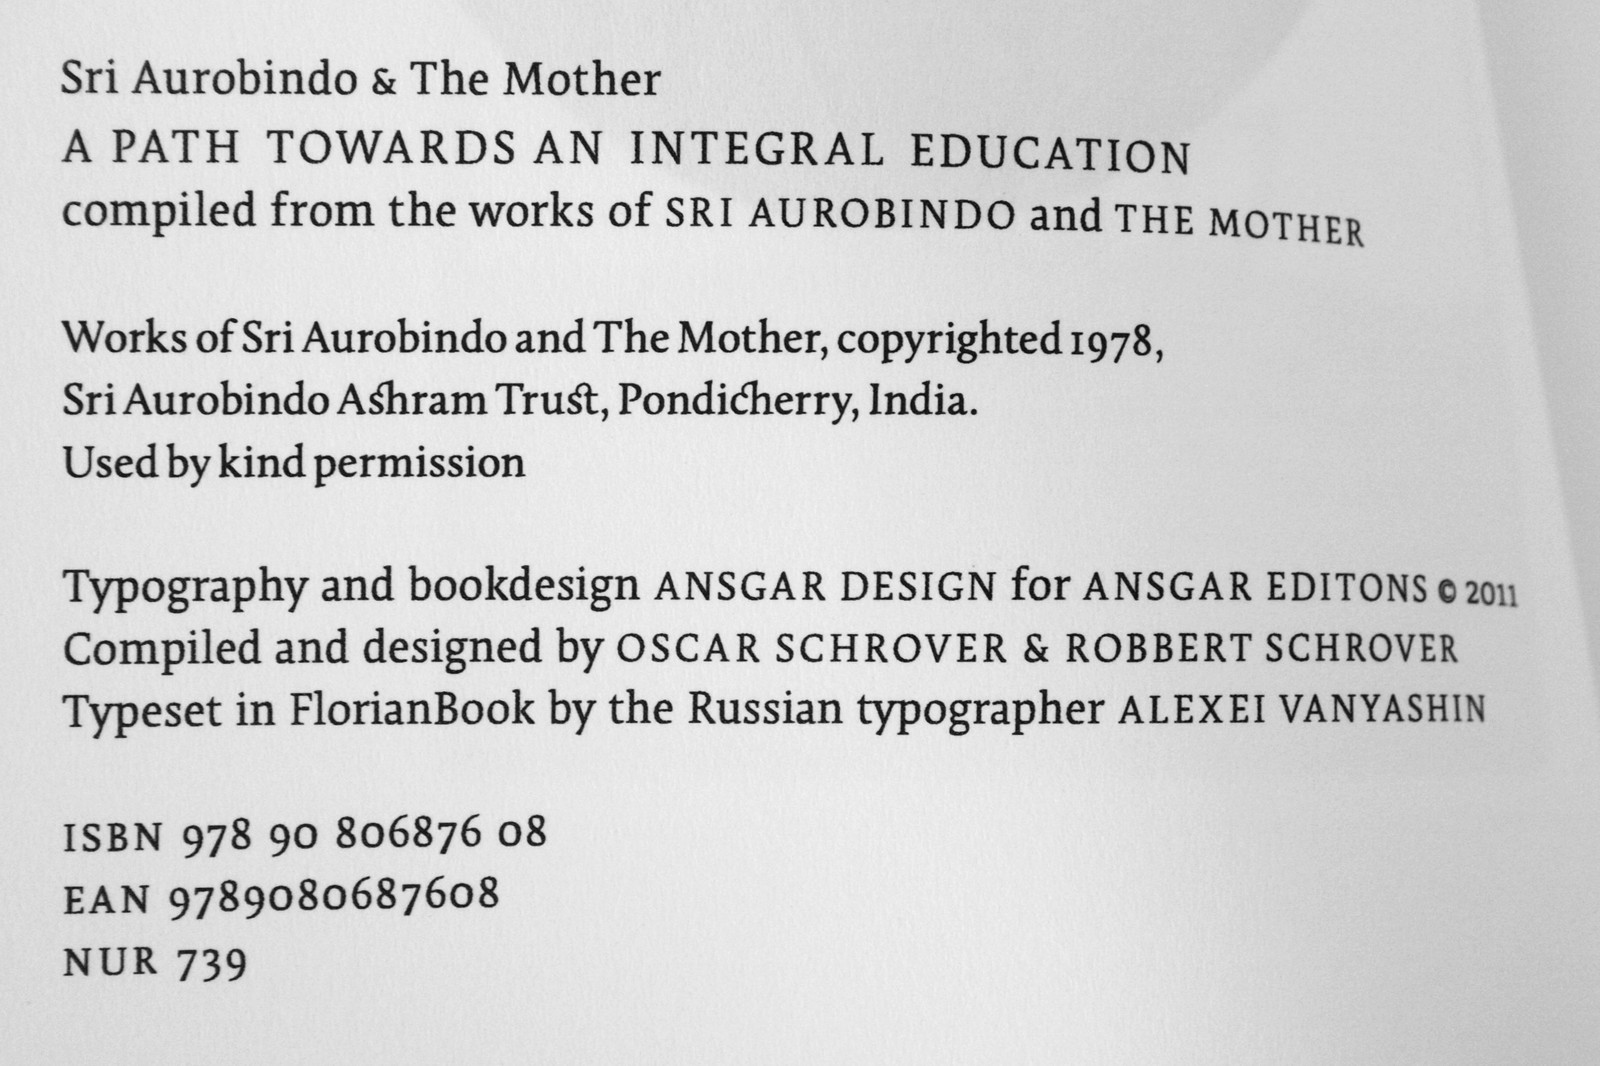 Sri Aurobindo & The Mother
A PATH TOWARDS AN INTEGRAL EDUCATION
compiled from the works of SRI AUROBINDO and THE MOTHER
Works of Sri Aurobindo and The Mother, copyrighted 1978,
Sri Aurobindo Ashram Trust, Pondicherry, India.
Used by kind permission
Typography and bookdesign ANSGAR DESIGN for ANSGAR EDITONS © 2011
Compiled and designed by OSCAR SCHROVER & ROBBERT SCHROVER
Typeset in FlorianBook by the Russian typographer ALEXEI VANYASHIN
ISBN 978 90 806876 08
EAN 9789080687608
NUR 739